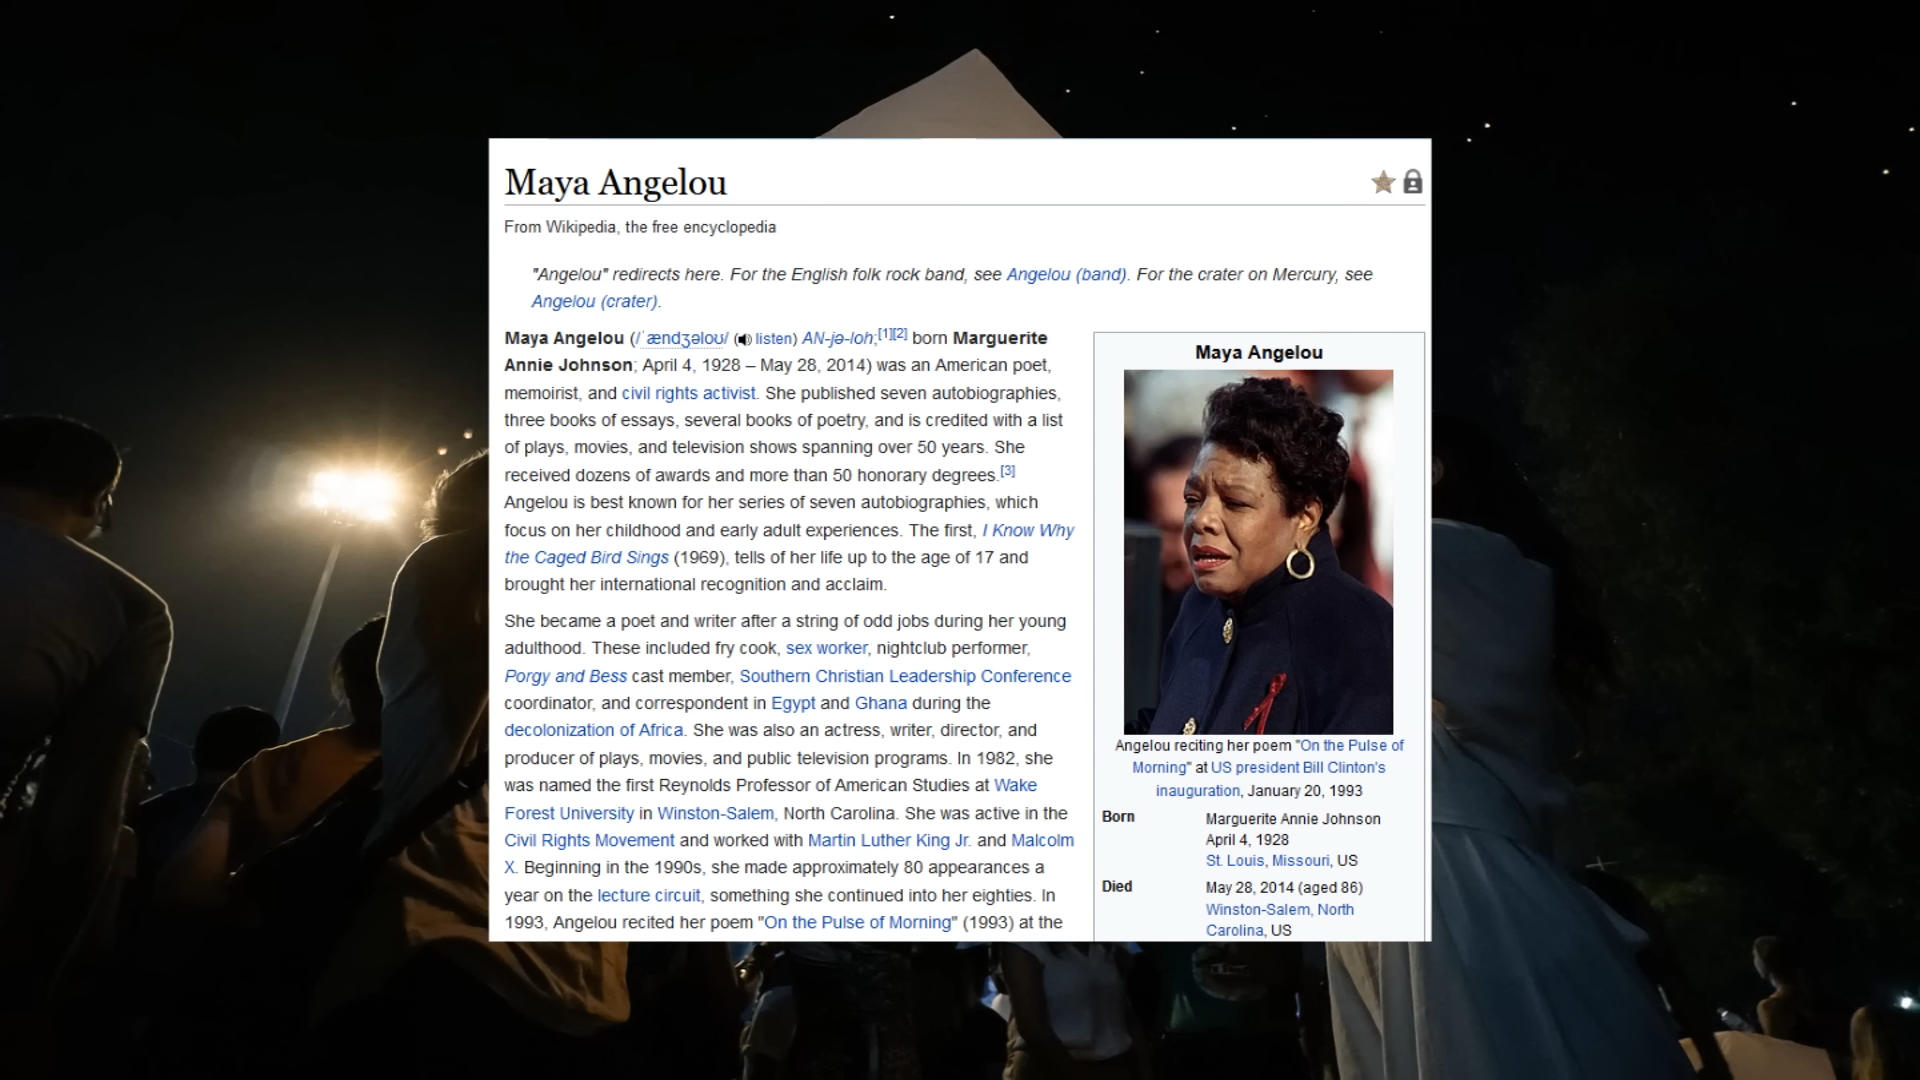 Maya Angelou
From Wikipedia, the free encyclopedia
"Angelou" redirects here. For the English folk rock band, see Angelou (band). For the crater on Mercury, see
Angelou (crater).
Maya Angelou (/ˈændʒəloʊ/ (listen) AN-jə-loh;[1][2] born Marguerite
Annie Johnson; April 4, 1928 – May 28, 2014) was an American poet,
memoirist, and civil rights activist. She published seven autobiographies,
three books of essays, several books of poetry, and is credited with a list
of plays, movies, and television shows spanning over 50 years. She
received dozens of awards and more than 50 honorary degrees.[3]
Angelou is best known for her series of seven autobiographies, which
focus on her childhood and early adult experiences. The first, I Know Why
the Caged Bird Sings (1969), tells of her life up to the age of 17 and
brought her international recognition and acclaim.
She became a poet and writer after a string of odd jobs during her young
adulthood. These included fry cook, sex worker, nightclub performer,
Porgy and Bess cast member, Southern Christian Leadership Conference
coordinator, and correspondent in Egypt and Ghana during the
decolonization of Africa. She was also an actress, writer, director, and
producer of plays, movies, and public television programs. In 1982, she
was named the first Reynolds Professor of American Studies at Wake
Forest University in Winston-Salem, North Carolina. She was active in the
Civil Rights Movement and worked with Martin Luther King Jr. and Malcolm
X. Beginning in the 1990s, she made approximately 80 appearances a
year on the lecture circuit, something she continued into her eighties. In
1993, Angelou recited her poem "On the Pulse of Morning" (1993) at the
Maya Angelou
Angelou reciting her poem "On the Pulse of
Morning" at US president Bill Clinton's
inauguration, January 20, 1993
Born Marguerite Annie Johnson
April 4, 1928
St. Louis, Missouri, US
Died May 28, 2014 (aged 86)
Winston-Salem, North
Carolina, US